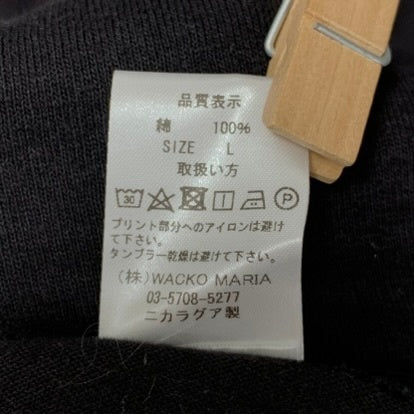 品質表示
綿 100%
SIZE L
取扱い方
30 P
プリント部分へのアイロンは避け
て下さい。
タンブラー乾燥は避けて下さい。
(株)WACKO MARIA
03-5708-5277
ニカラグア製